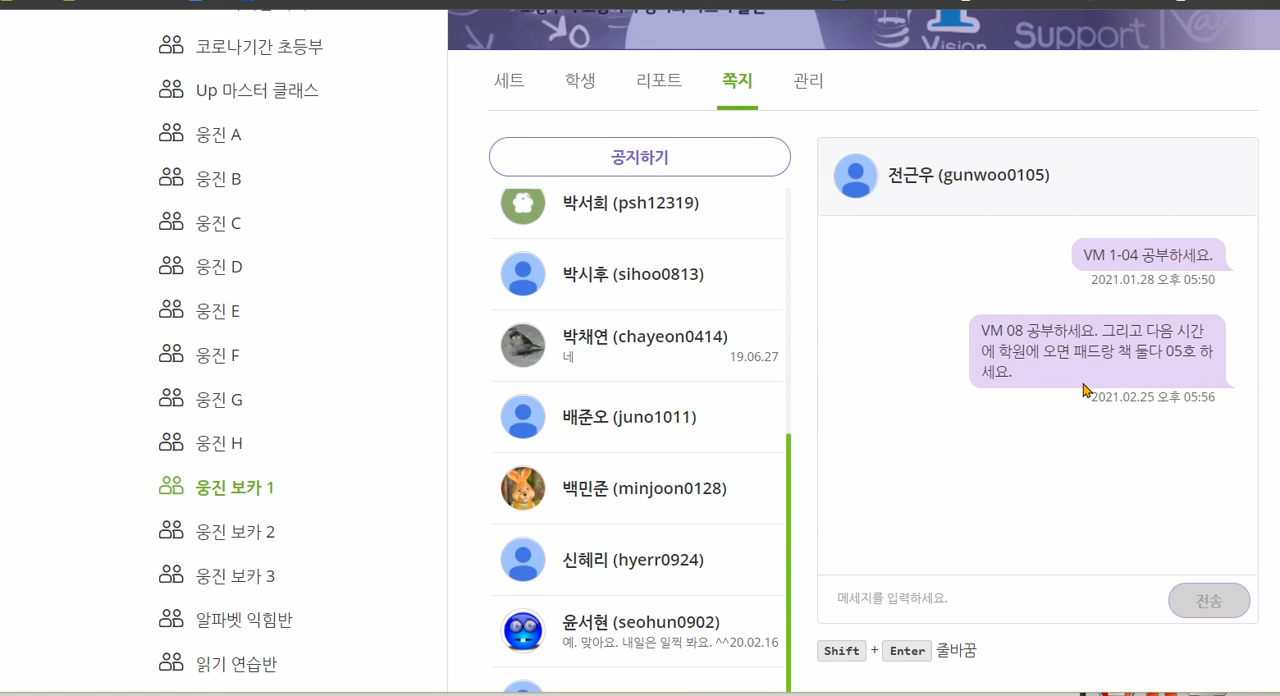 Vision
Support
코로나기간 초등부
Up 마스터 클래스
웅진 A
웅진 B
웅진 C
웅진 D
웅진 E
웅진 F
웅진 G
웅진 H
웅진 보카 1
웅진 보카 2
웅진 보카 3
알파벳 익힘반
읽기 연습반
세트 학생 리포트 쪽지 관리
공지하기
박서희 (psh12319)
박시후 (sihoo0813)
박채연 (chayeon0414)
네 19.06.27
배준오 (juno1011)
백민준 (minjoon0128)
신혜리 (hyerr0924)
윤서현 (seohun0902)
예. 맞아요. 내일은 일찍 봐요. ^^20.02.16
전근우 (gunwoo0105)
VM 1-04 공부하세요.
2021.01.28 오후 05:50
VM 08 공부하세요. 그리고 다음 시간
에 학원에 오면 패드랑 책 둘다 05호 하
세요.
2021.02.25 오후 05:56
메세지를 입력하세요.
전송
Shift + Enter 줄바꿈